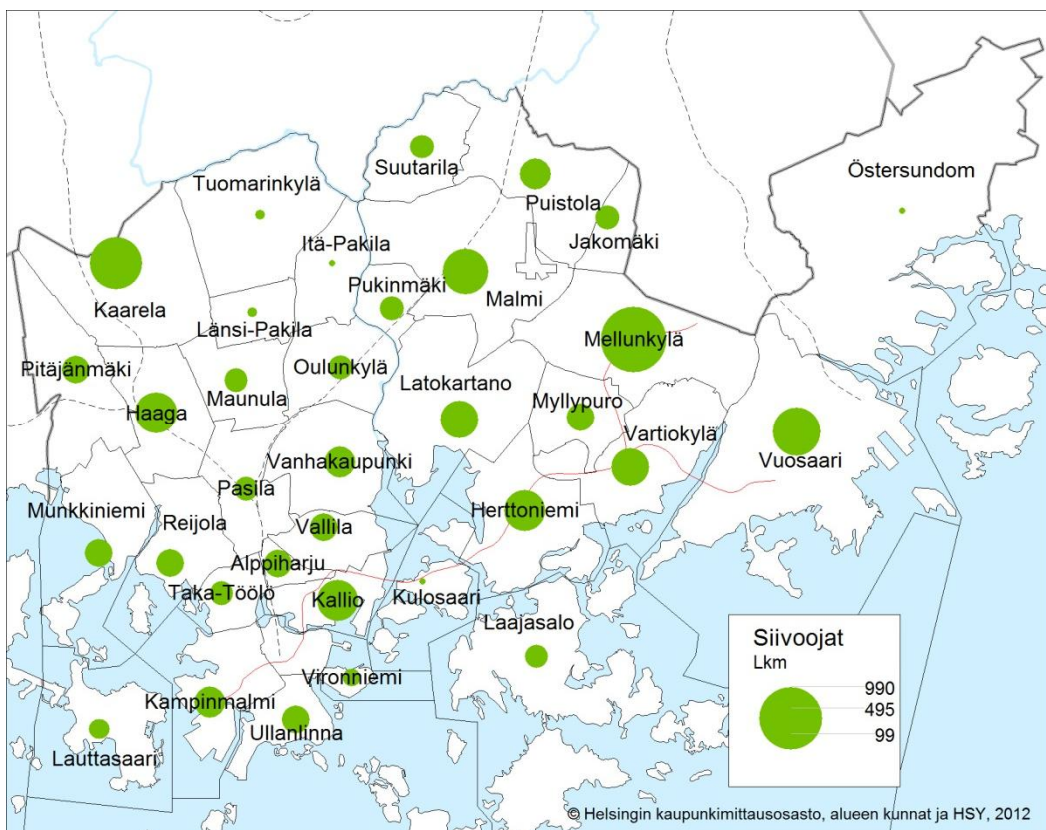 Suutarila
Östersundom
Tuomarinkylä
Puistola
Jakomäki
Itä-Pakila
Pukinmäki
Malmi
Kaarela
Länsi-Pakila
Mellunkylä
Pitäjänmäki
Oulunkylä
Maunula
Latokartano
Haaga
Myllypuro
Vartiokylä
Vanhakaupunki
Vuosaari
Pasila
Munkkiniemi
Reijola
Herttoniemi
Vallila
Alppiharju
Taka-Töölö
Kallio
Kulosaari
Laajasalo
Vironniemi
Kampinmalmi
Ullanlinna
Lauttasaari
Siivoojat
Lkm
990
495
99
© Helsingin kaupunkimittausosasto, alueen kunnat ja HSY, 2012